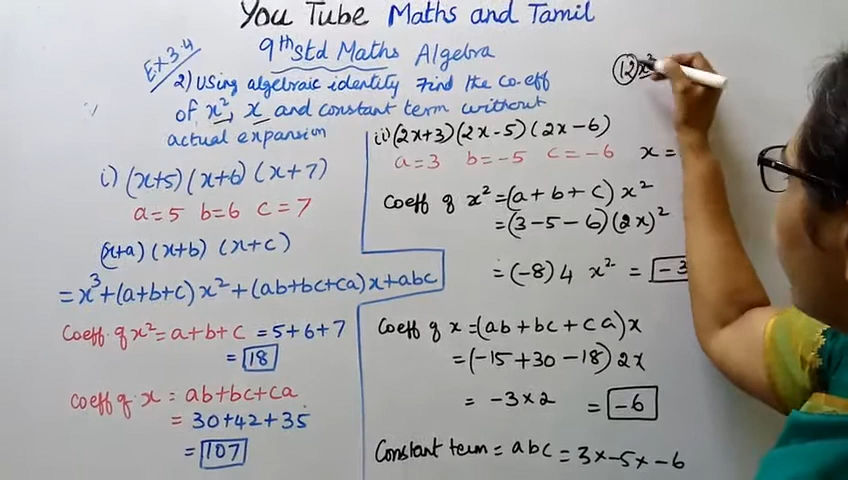 You Tube Maths and Tamil
Ex 3.4
9th Std Maths Algebra
2) Using algebraic identity Find the co-eff
of x², x and constant term without
actual expansion
i) (x+5) (x+6) (x+7)
a=5 b=6 c=7
(x+a) (x+b) (x+c)
= x³+(a+b+c)x²+(ab+bc+ca)x+abc
Coeff. of x² = a+b+c = 5+6+7
= 18
coeff of x = ab+bc+ca
= 30+42+35
= 107
12x²
ii) (2x+3)(2x-5)(2x-6)
a=3 b=-5 c=-6 x=
Coeff of x² = (a+b+c)x²
= (3-5-6)(2x)²
= (-8)4 x² = -3
Coeff of x = (ab+bc+ca)x
= (-15+30-18)2x
= -3×2 = -6
Constant term = abc = 3x-5x-6